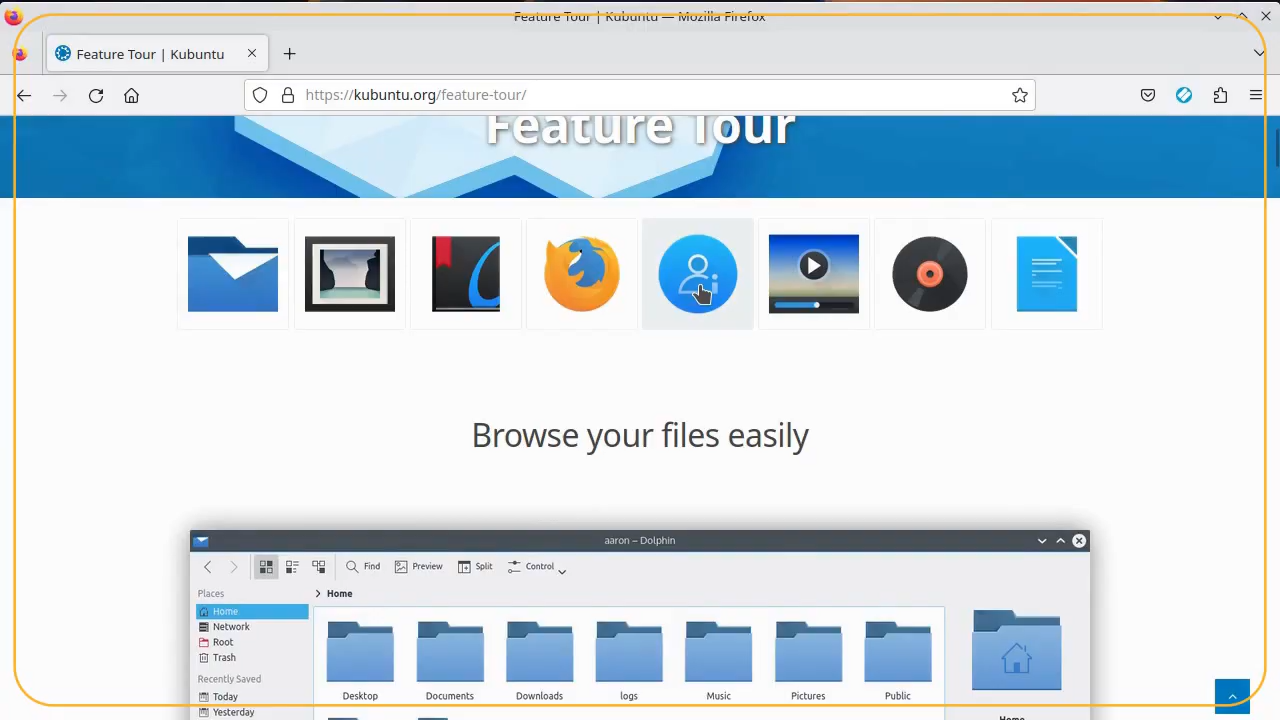 Feature Tour | Kubuntu — Mozilla Firefox
Feature Tour | Kubuntu
https://kubuntu.org/feature-tour/
Feature Tour
Browse your files easily
aaron – Dolphin
Find Preview Split Control
Places
Home
Home
Network
Root
Trash
Recently Saved
Today
Yesterday
Desktop Documents Downloads logs Music Pictures Public
Home